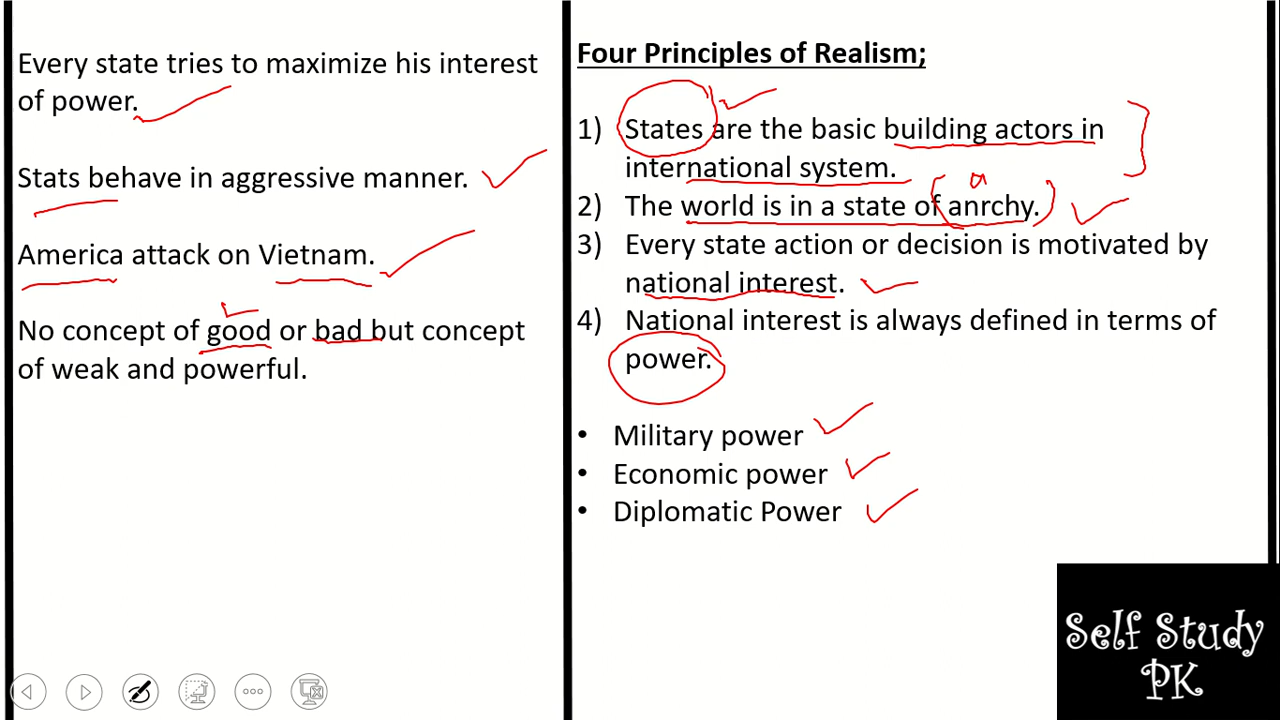 Every state tries to maximize his interest
of power.
Stats behave in aggressive manner.
America attack on Vietnam.
No concept of good or bad but concept
of weak and powerful.
Four Principles of Realism;
1) States are the basic building actors in
international system.
a
2) The world is in a state of anrchy.
3) Every state action or decision is motivated by
national interest.
4) National interest is always defined in terms of
power.
• Military power
• Economic power
• Diplomatic Power
Self Study
PK